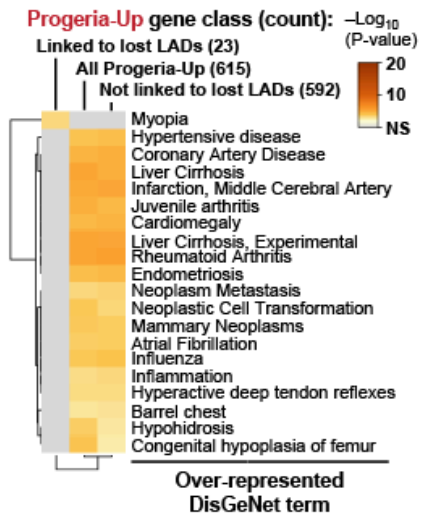 Progeria-Up gene class (count):
–Log10
(P-value)
Linked to lost LADs (23)
All Progeria-Up (615)
Not linked to lost LADs (592)
20
10
NS
Myopia
Hypertensive disease
Coronary Artery Disease
Liver Cirrhosis
Infarction, Middle Cerebral Artery
Juvenile arthritis
Cardiomegaly
Liver Cirrhosis, Experimental
Rheumatoid Arthritis
Endometriosis
Neoplasm Metastasis
Neoplastic Cell Transformation
Mammary Neoplasms
Atrial Fibrillation
Influenza
Inflammation
Hyperactive deep tendon reflexes
Barrel chest
Hypohidrosis
Congenital hypoplasia of femur
Over-represented
DisGeNet term